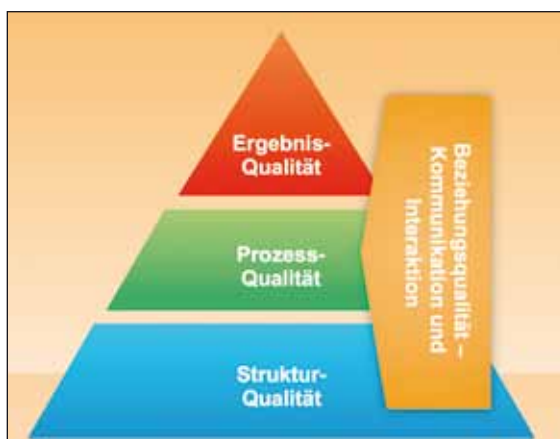 Ergebnis-
Qualität
Prozess-
Qualität
Struktur-
Qualität
Beziehungsqualität –
Kommunikation und
Interaktion